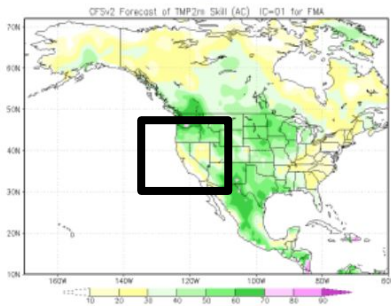 CFSv2 Forecast of TMP2m Skill (AC) IC=01 for FMA
70N
60N
50N
40N
30N
20N
10N
160W 140W 120W 100W 80W 60
10 20 30 40 50 60 70 80 90